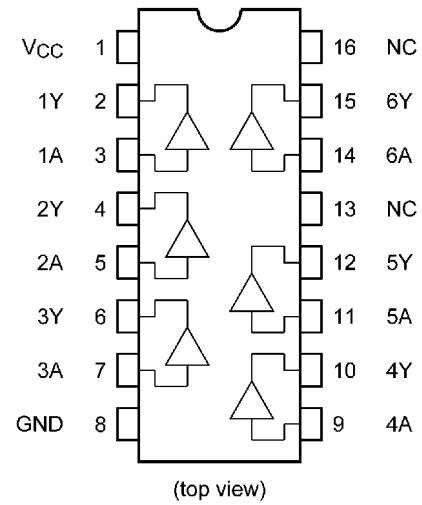 VCC 1 16 NC
1Y 2 15 6Y
1A 3 14 6A
2Y 4 13 NC
2A 5 12 5Y
3Y 6 11 5A
3A 7 10 4Y
GND 8 9 4A
(top view)